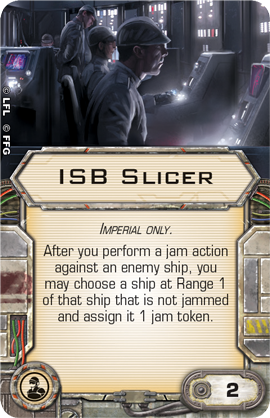 © LFL © FFG
ISB Slicer
Imperial only.
After you perform a jam action
against an enemy ship, you
may choose a ship at Range 1
of that ship that is not jammed
and assign it 1 jam token.
2